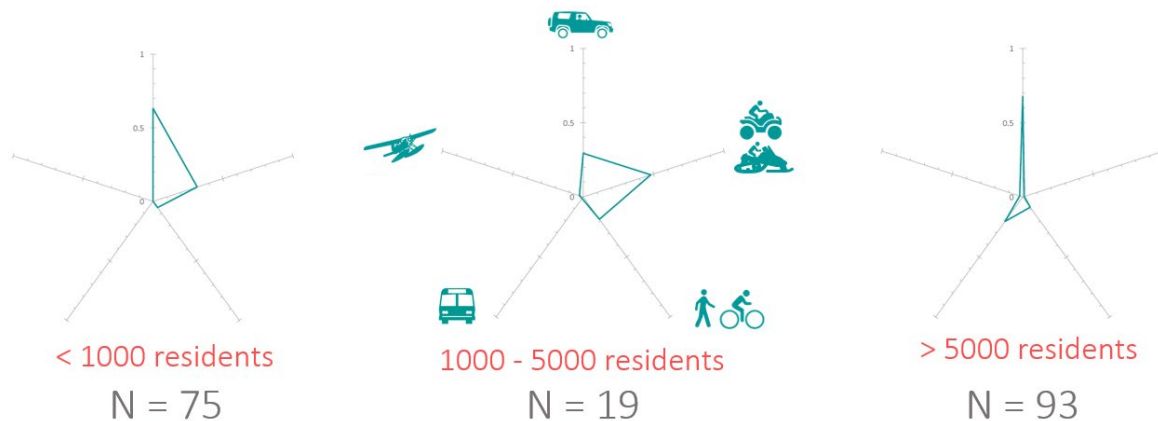 1
0.5
0
< 1000 residents
N = 75
1
0.5
0
1000 - 5000 residents
N = 19
1
0.5
0
> 5000 residents
N = 93